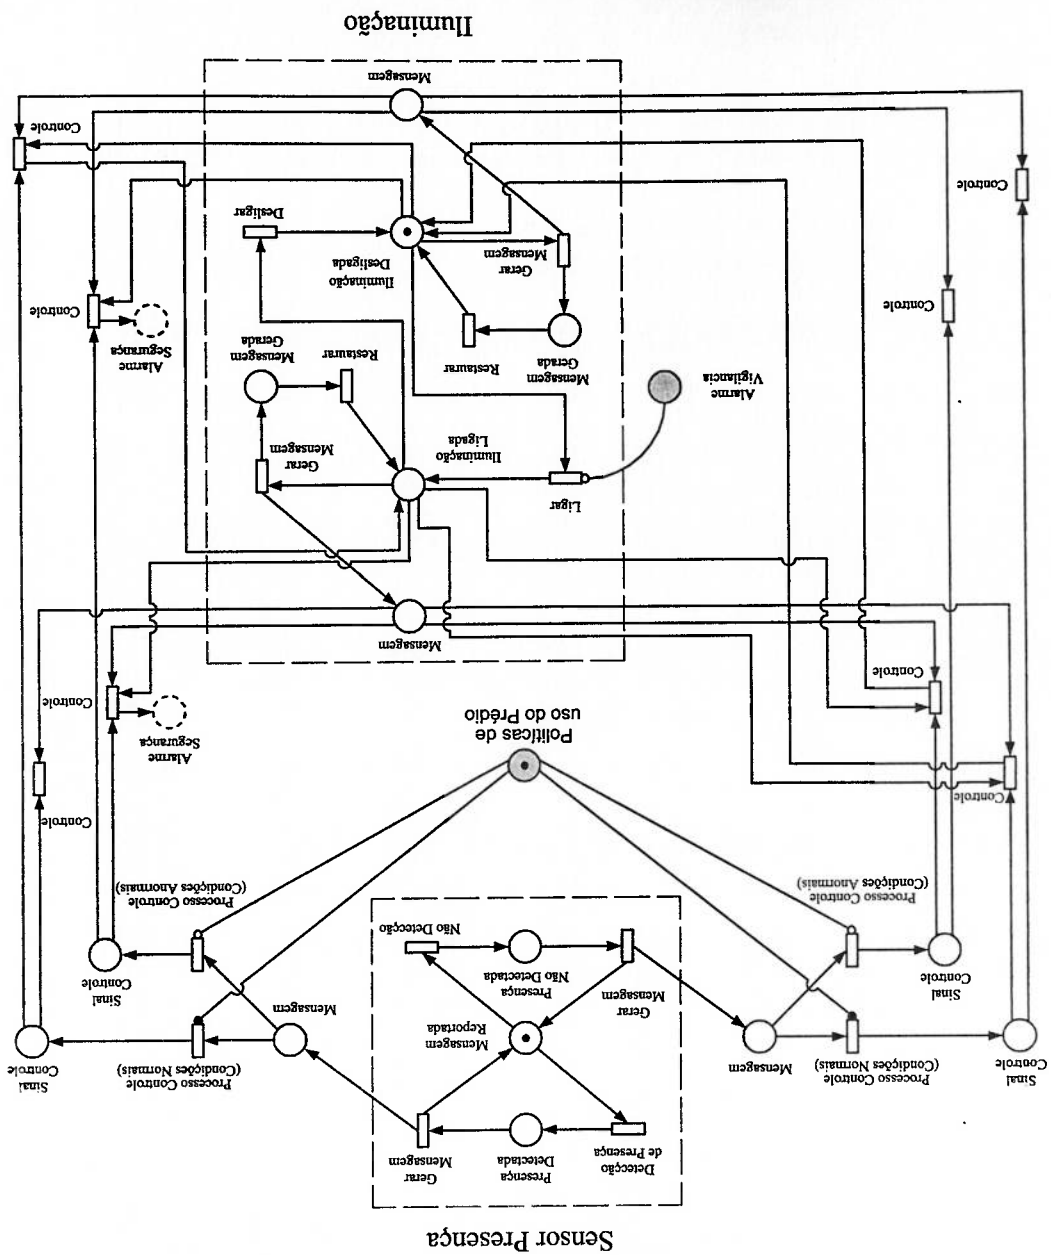 Sensor Presença
Detecção
de Presença
Presença
Detectada
Gerar
Mensagem
Sinal
Controle
Processo Controle
(Condições Normais)
Mensagem
Processo Controle
(Condições Normais)
Sinal
Controle
Mensagem
Reportada
Gerar
Mensagem
Mensagem
Sinal
Controle
Presença
Não Detectada
Sinal
Controle
Não Detecção
Processo Controle
(Condições Anormais)
Processo Controle
(Condições Anormais)
Controle
Controle
Políticas de
uso do Prédio
Alarme
Segurança
Controle
Controle
Mensagem
Ligar
Iluminação
Ligada
Gerar
Mensagem
Alarme
Vigilancia
Mensagem
Gerada
Restaurar
Restaurar
Mensagem
Gerada
Alarme
Segurança
Controle
Controle
Iluminação
Desligada
Gerar
Mensagem
Desligar
Controle
Controle
Mensagem
Iluminação